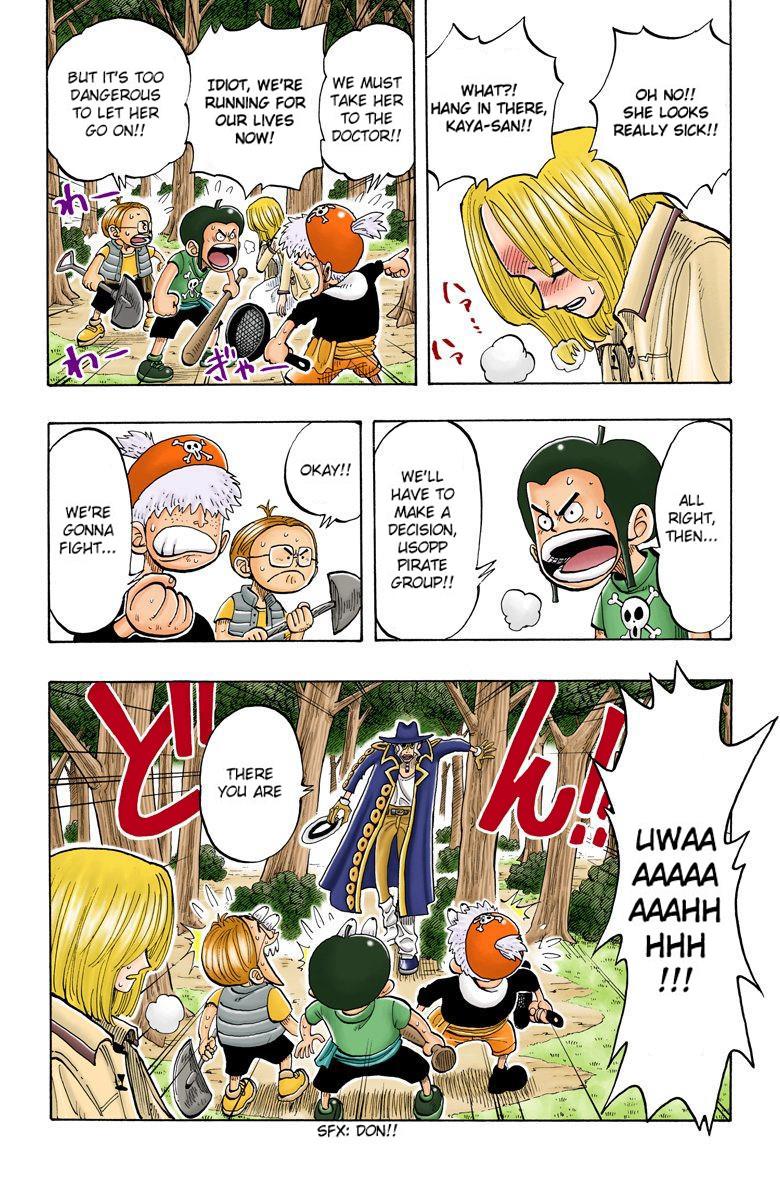 OH NO!!
SHE LOOKS
REALLY SICK!!
WHAT?!
HANG IN THERE,
KAYA-SAN!!
ハァ…
ハァ
WE MUST
TAKE HER
TO THE
DOCTOR!!
IDIOT, WE'RE
RUNNING FOR
OUR LIVES
NOW!
BUT IT'S TOO
DANGEROUS
TO LET HER
GO ON!!
わー
わー
ぎゃー
ALL
RIGHT,
THEN...
WE'LL
HAVE TO
MAKE A
DECISION,
USOPP
PIRATE
GROUP!!
OKAY!!
WE'RE
GONNA
FIGHT...
どん!!
THERE
YOU ARE
UWAA
AAAAA
AAAHH
HHH
!!!
SFX: DON!!